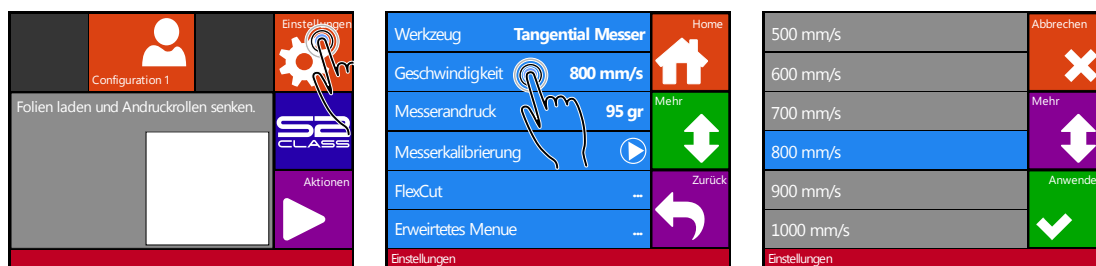 Einstellungen
Configuration 1
Folien laden und Andruckrollen senken.
S2
CLASS
Aktionen
Werkzeug Tangential Messer
Home
Geschwindigkeit 800 mm/s
Messerandruck 95 gr
Mehr
Messerkalibrierung
FlexCut ...
Zurück
Erweirtetes Menue ...
Einstellungen
500 mm/s
Abbrechen
600 mm/s
700 mm/s
Mehr
800 mm/s
900 mm/s
Anwende
1000 mm/s
Einstellungen